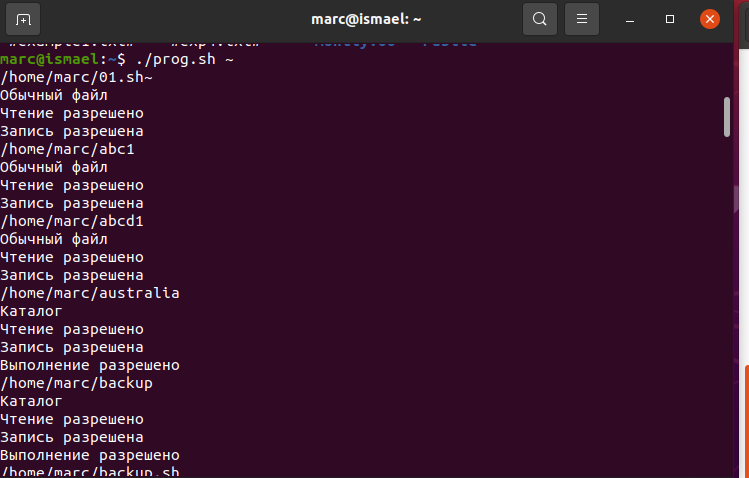 marc@ismael: ~
marc@ismael:~$ ./prog.sh ~
/home/marc/01.sh~
Обычный файл
Чтение разрешено
Запись разрешена
/home/marc/abc1
Обычный файл
Чтение разрешено
Запись разрешена
/home/marc/abcd1
Обычный файл
Чтение разрешено
Запись разрешена
/home/marc/australia
Каталог
Чтение разрешено
Запись разрешена
Выполнение разрешено
/home/marc/backup
Каталог
Чтение разрешено
Запись разрешена
Выполнение разрешено
/home/marc/backup.sh